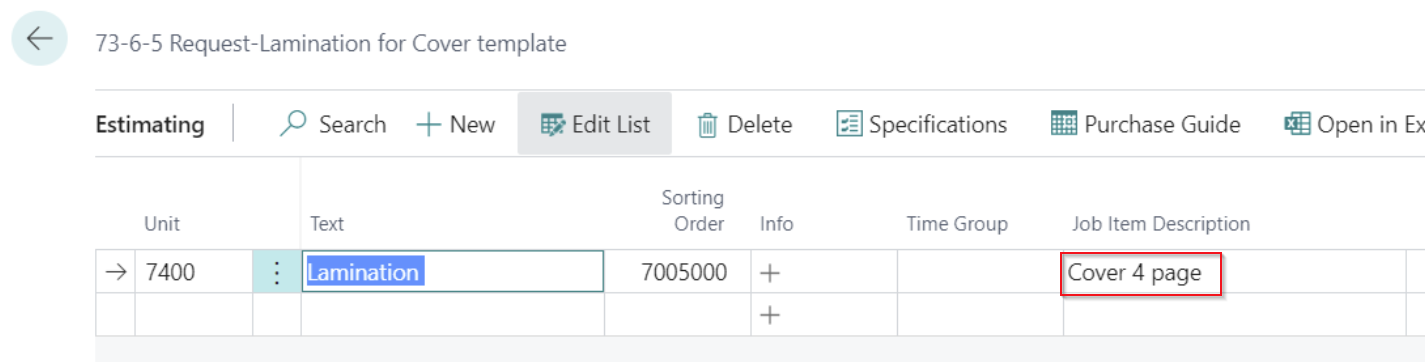 73-6-5 Request-Lamination for Cover template
Estimating Search New Edit List Delete Specifications Purchase Guide Open in Ex
Unit Text Sorting Order Info Time Group Job Item Description
7400 Lamination 7005000 Cover 4 page